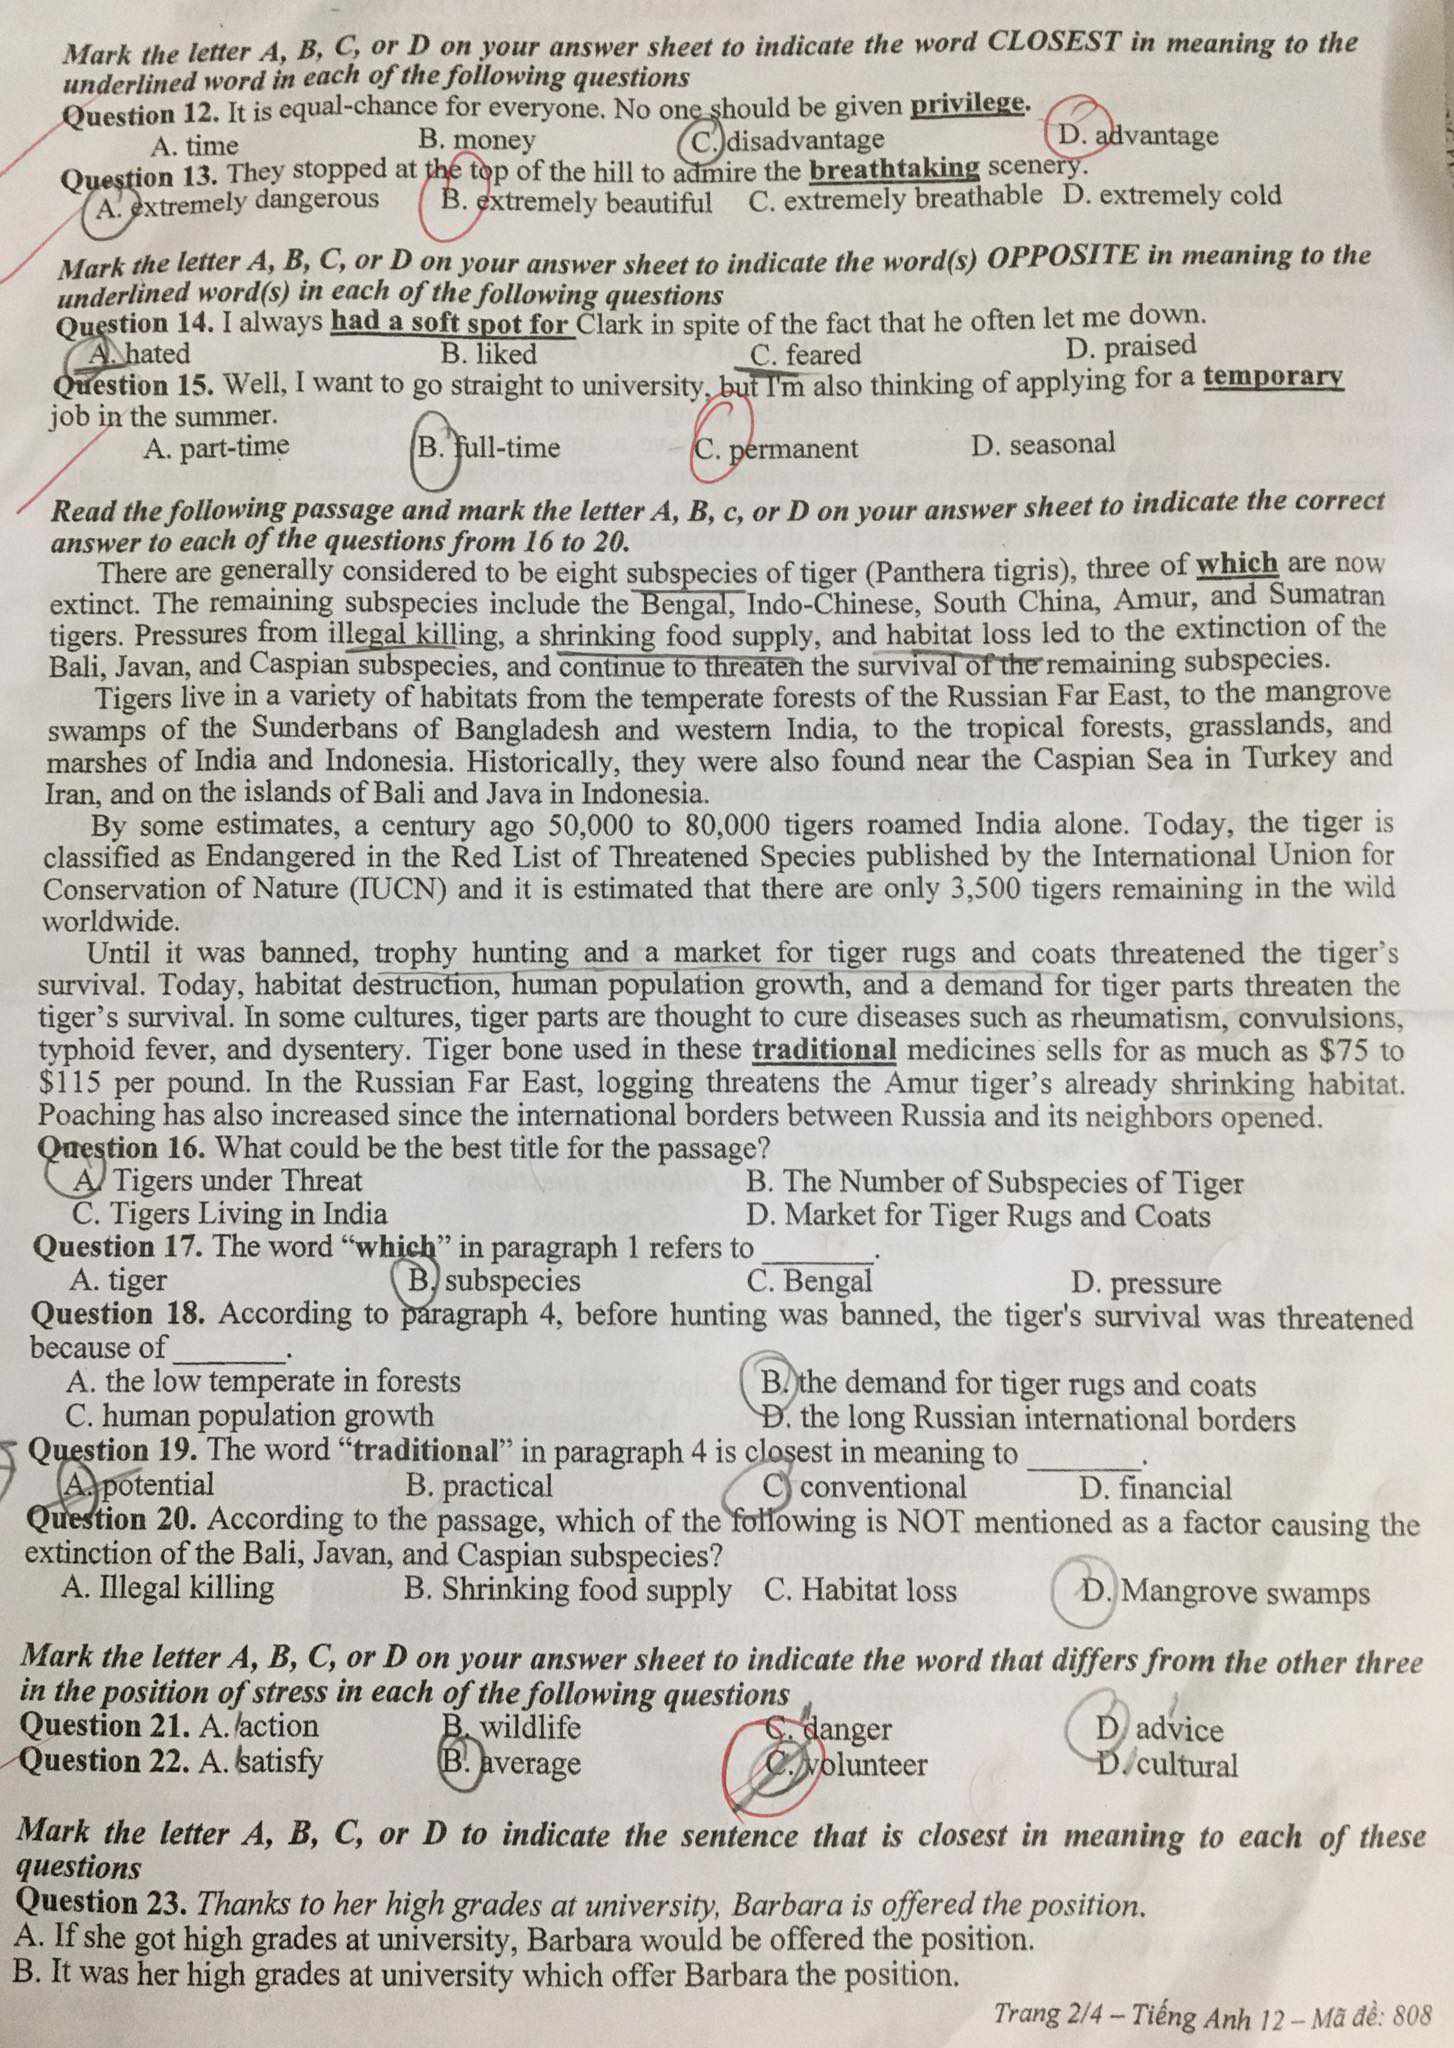 Mark the letter A, B, C, or D on your answer sheet to indicate the word CLOSEST in meaning to the
underlined word in each of the following questions
Question 12. It is equal-chance for everyone. No one should be given privilege.
A. time B. money C. disadvantage D. advantage
Question 13. They stopped at the top of the hill to admire the breathtaking scenery.
A. extremely dangerous B. extremely beautiful C. extremely breathable D. extremely cold
Mark the letter A, B, C, or D on your answer sheet to indicate the word(s) OPPOSITE in meaning to the
underlined word(s) in each of the following questions
Question 14. I always had a soft spot for Clark in spite of the fact that he often let me down.
A. hated B. liked C. feared D. praised
Question 15. Well, I want to go straight to university, but I'm also thinking of applying for a temporary
job in the summer.
A. part-time B. full-time C. permanent D. seasonal
Read the following passage and mark the letter A, B, c, or D on your answer sheet to indicate the correct
answer to each of the questions from 16 to 20.
There are generally considered to be eight subspecies of tiger (Panthera tigris), three of which are now
extinct. The remaining subspecies include the Bengal, Indo-Chinese, South China, Amur, and Sumatran
tigers. Pressures from illegal killing, a shrinking food supply, and habitat loss led to the extinction of the
Bali, Javan, and Caspian subspecies, and continue to threaten the survival of the remaining subspecies.
Tigers live in a variety of habitats from the temperate forests of the Russian Far East, to the mangrove
swamps of the Sunderbans of Bangladesh and western India, to the tropical forests, grasslands, and
marshes of India and Indonesia. Historically, they were also found near the Caspian Sea in Turkey and
Iran, and on the islands of Bali and Java in Indonesia.
By some estimates, a century ago 50,000 to 80,000 tigers roamed India alone. Today, the tiger is
classified as Endangered in the Red List of Threatened Species published by the International Union for
Conservation of Nature (IUCN) and it is estimated that there are only 3,500 tigers remaining in the wild
worldwide.
Until it was banned, trophy hunting and a market for tiger rugs and coats threatened the tiger's
survival. Today, habitat destruction, human population growth, and a demand for tiger parts threaten the
tiger's survival. In some cultures, tiger parts are thought to cure diseases such as rheumatism, convulsions,
typhoid fever, and dysentery. Tiger bone used in these traditional medicines sells for as much as $75 to
$115 per pound. In the Russian Far East, logging threatens the Amur tiger's already shrinking habitat.
Poaching has also increased since the international borders between Russia and its neighbors opened.
Question 16. What could be the best title for the passage?
A. Tigers under Threat B. The Number of Subspecies of Tiger
C. Tigers Living in India D. Market for Tiger Rugs and Coats
Question 17. The word “which” in paragraph 1 refers to ________.
A. tiger B. subspecies C. Bengal D. pressure
Question 18. According to paragraph 4, before hunting was banned, the tiger's survival was threatened
because of ________.
A. the low temperate in forests B. the demand for tiger rugs and coats
C. human population growth D. the long Russian international borders
Question 19. The word “traditional” in paragraph 4 is closest in meaning to ________.
A. potential B. practical C. conventional D. financial
Question 20. According to the passage, which of the following is NOT mentioned as a factor causing the
extinction of the Bali, Javan, and Caspian subspecies?
A. Illegal killing B. Shrinking food supply C. Habitat loss D. Mangrove swamps
Mark the letter A, B, C, or D on your answer sheet to indicate the word that differs from the other three
in the position of stress in each of the following questions
Question 21. A. action B. wildlife C. danger D. advice
Question 22. A. satisfy B. average C. volunteer D. cultural
Mark the letter A, B, C, or D to indicate the sentence that is closest in meaning to each of these
questions
Question 23. Thanks to her high grades at university, Barbara is offered the position.
A. If she got high grades at university, Barbara would be offered the position.
B. It was her high grades at university which offer Barbara the position.
Trang 2/4 – Tiếng Anh 12 – Mã đề: 808